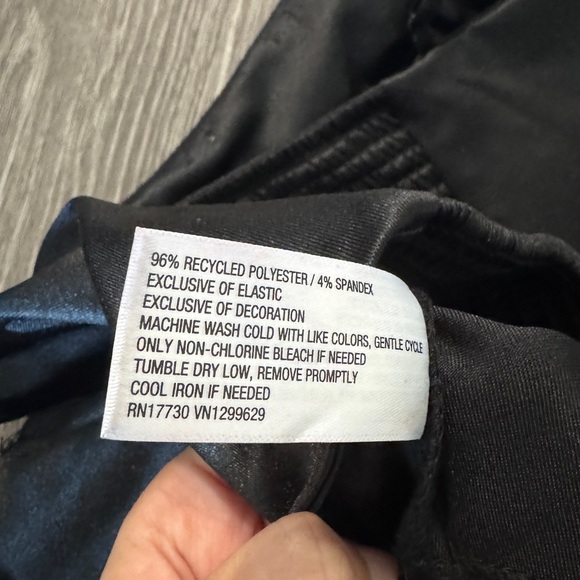 96% RECYCLED POLYESTER / 4% SPANDEX
EXCLUSIVE OF ELASTIC
EXCLUSIVE OF DECORATION
MACHINE WASH COLD WITH LIKE COLORS, GENTLE CYCLE
ONLY NON-CHLORINE BLEACH IF NEEDED
TUMBLE DRY LOW, REMOVE PROMPTLY
COOL IRON IF NEEDED
RN17730 VN1299629